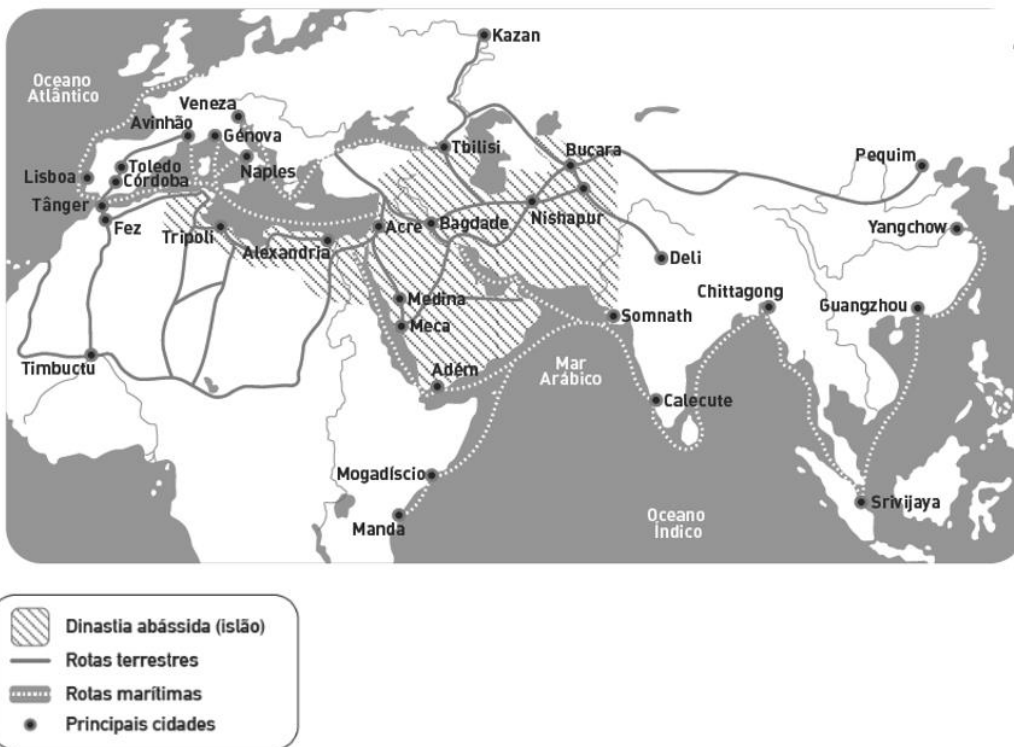 Kazan
Oceano
Atlântico
Veneza
Avinhão
Génova
Tbilisi
Buçara
Pequim
Toledo
Lisboa
Córdoba
Naples
Tânger
Fez
Tripoli
Acre
Bagdade
Nishapur
Yangchow
Alexandria
Deli
Medina
Chittagong
Guangzhou
Meca
Somnath
Timbuctu
Adém
Mar
Arábico
Calecute
Mogadíscio
Manda
Oceano
Índico
Srivijaya
Dinastia abássida (islão)
Rotas terrestres
Rotas marítimas
Principais cidades